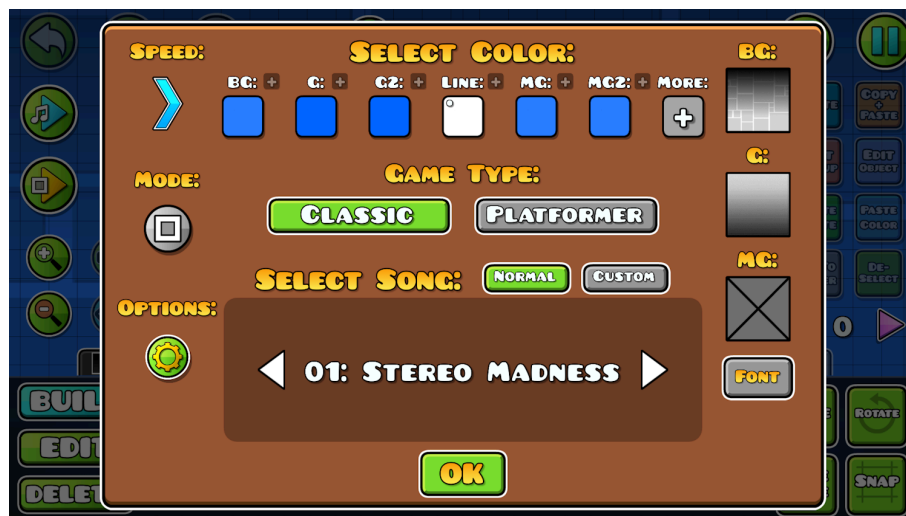 Speed:
Select Color:
BG:
BG: + G: + G2: + Line: + MG: + MG2: + More:
Copy
+
Paste
G:
Edit
Object
Mode:
Game Type:
Classic
Platformer
Paste
Color
MG:
Select Song:
Normal
Custom
De-
Select
Options:
0
01: Stereo Madness
Font
Rotate
OK
Snap